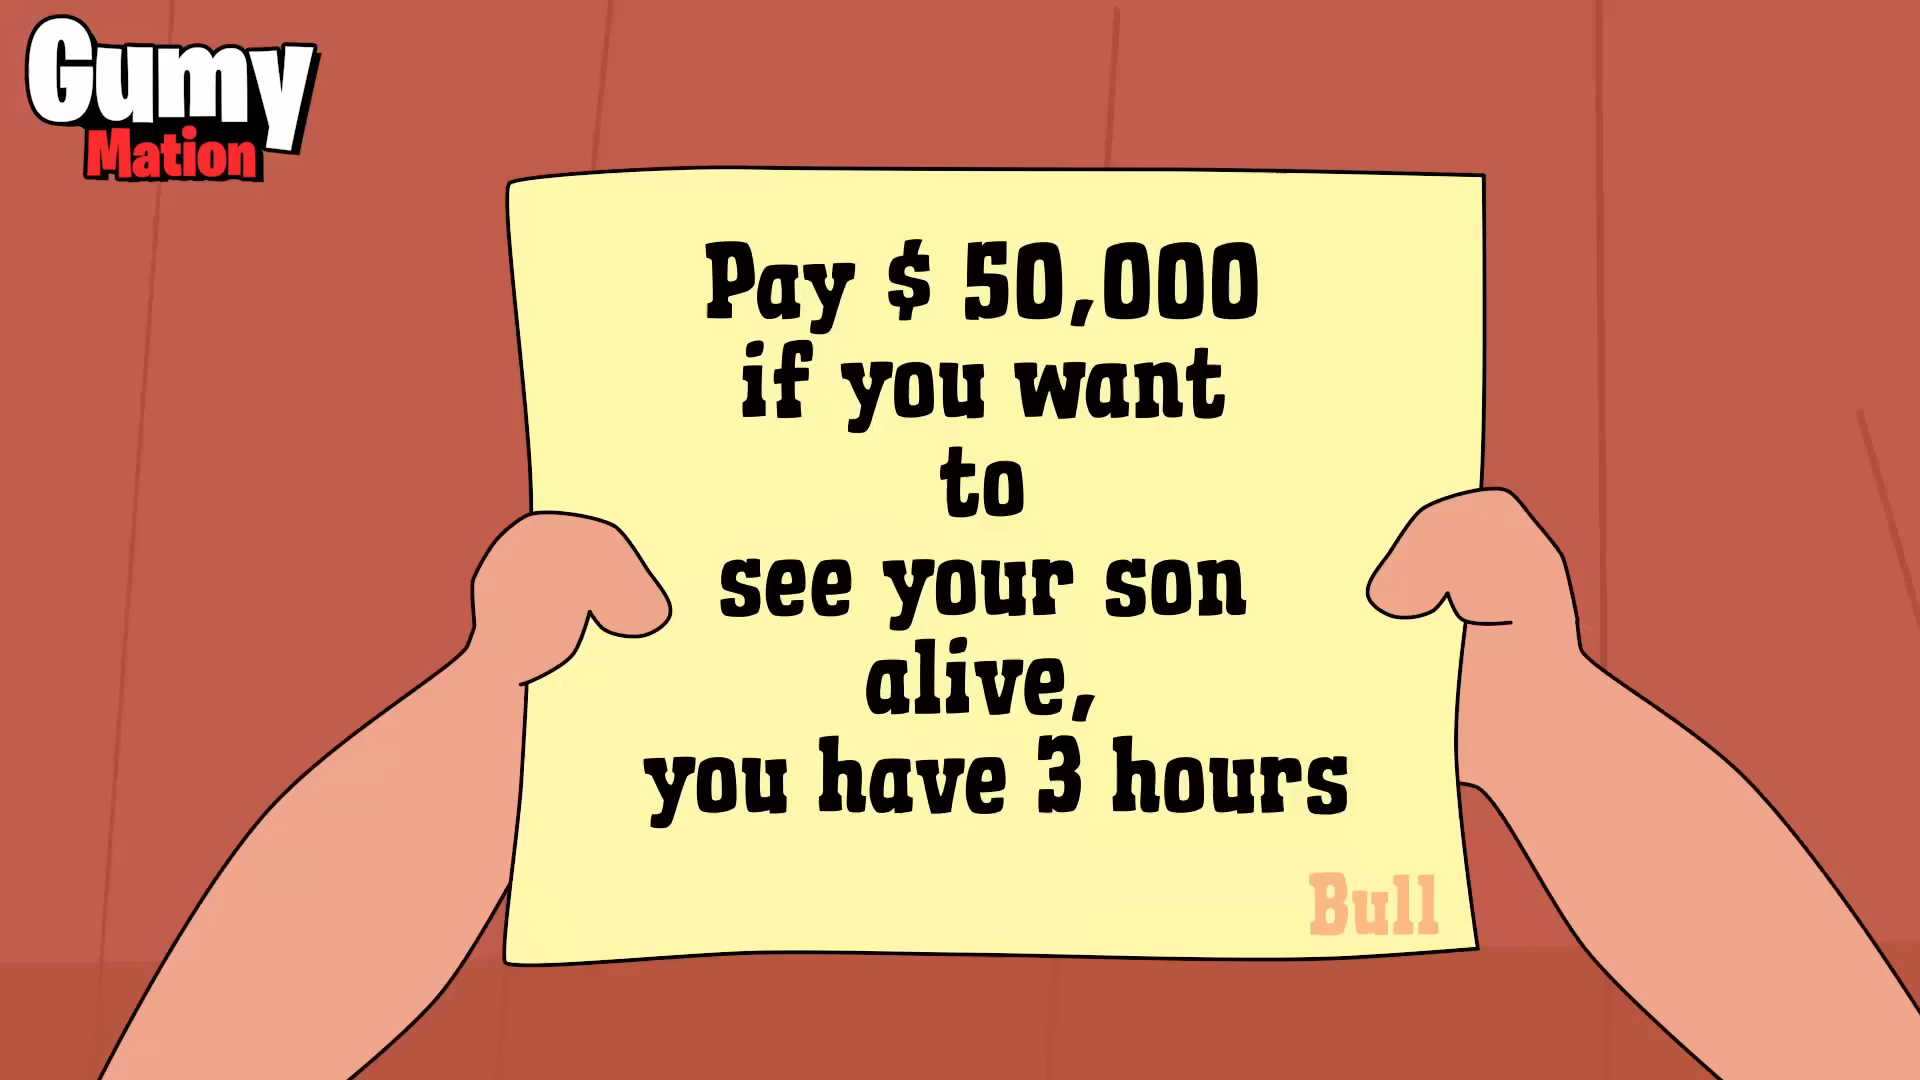 Gumy
Mation
Pay $ 50,000
if you want
to
see your son
alive,
you have 3 hours
Bull